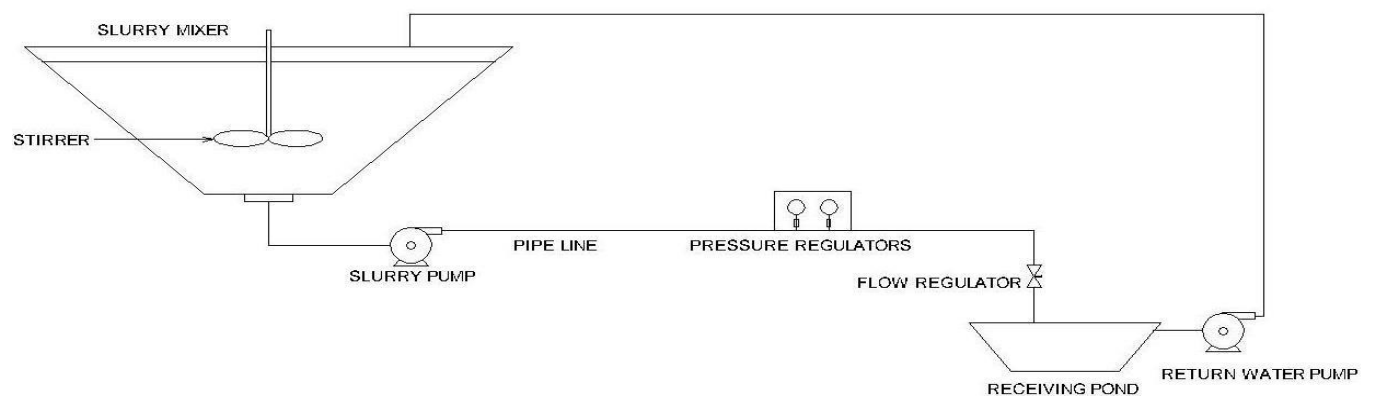 SLURRY MIXER
STIRRER
PIPE LINE
PRESSURE REGULATORS
SLURRY PUMP
FLOW REGULATOR
RECEIVING POND
RETURN WATER PUMP